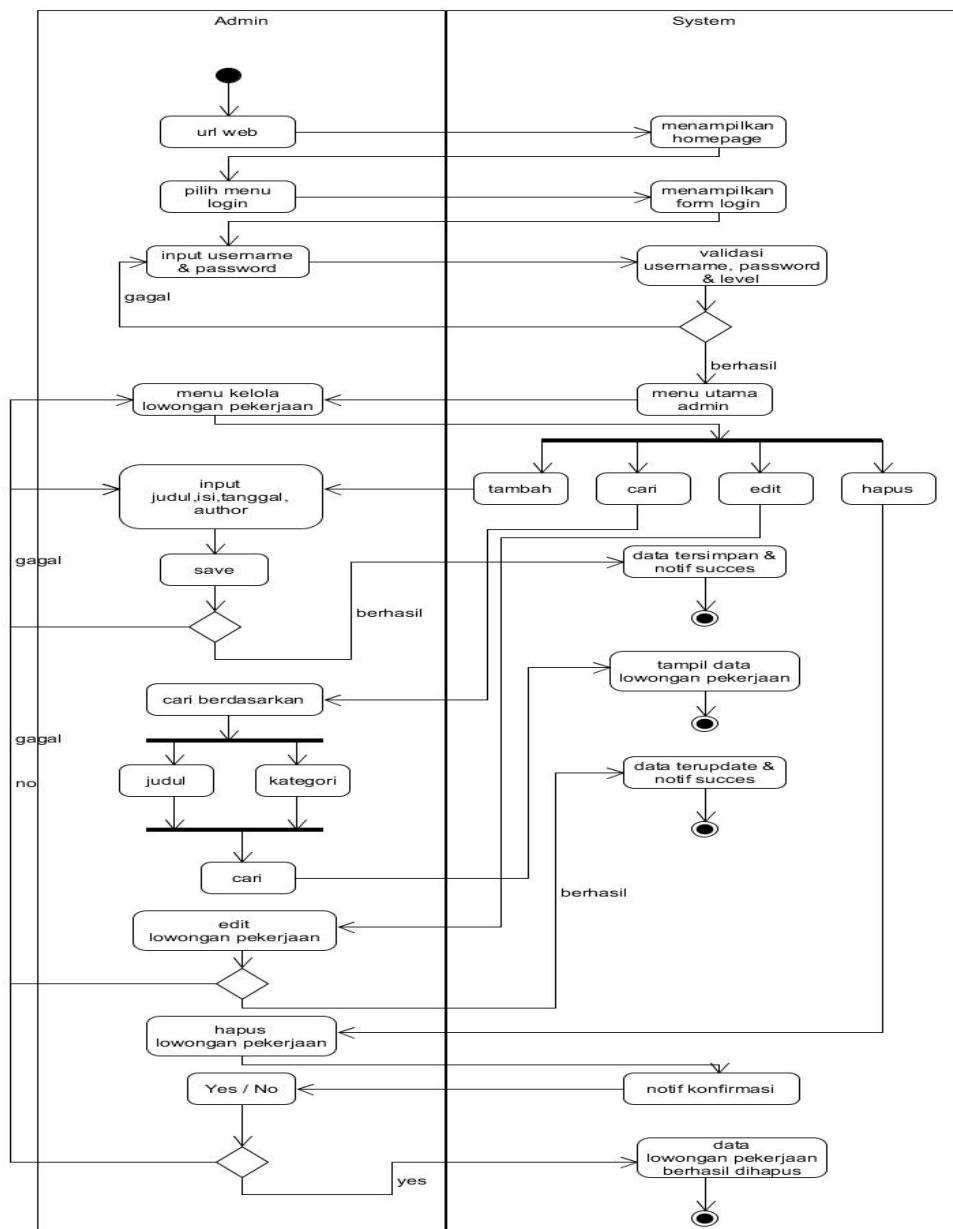 Admin
System
url web
menampilkan
homepage
pilih menu
login
menampilkan
form login
input username
& password
validasi
username, password
& level
gagal
berhasil
menu kelola
lowongan pekerjaan
menu utama
admin
input
judul,isi,tanggal,
author
tambah
cari
edit
hapus
gagal
save
data tersimpan &
notif succes
berhasil
cari berdasarkan
tampil data
lowongan pekerjaan
gagal
no
judul
kategori
data terupdate &
notif succes
cari
berhasil
edit
lowongan pekerjaan
hapus
lowongan pekerjaan
Yes / No
notif konfirmasi
data
lowongan pekerjaan
berhasil dihapus
yes